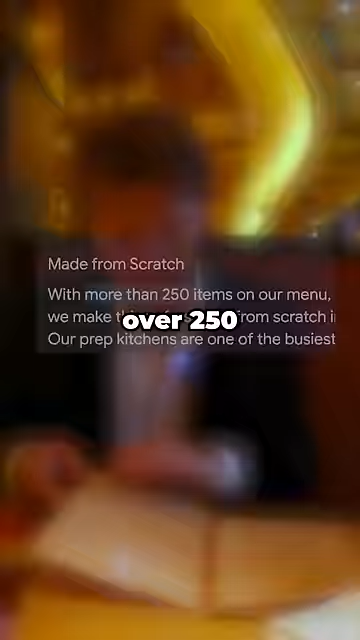 Made from Scratch
With more than 250 items on our menu,
we make from scratch
over 250
Our prep kitchens are one of the busiest